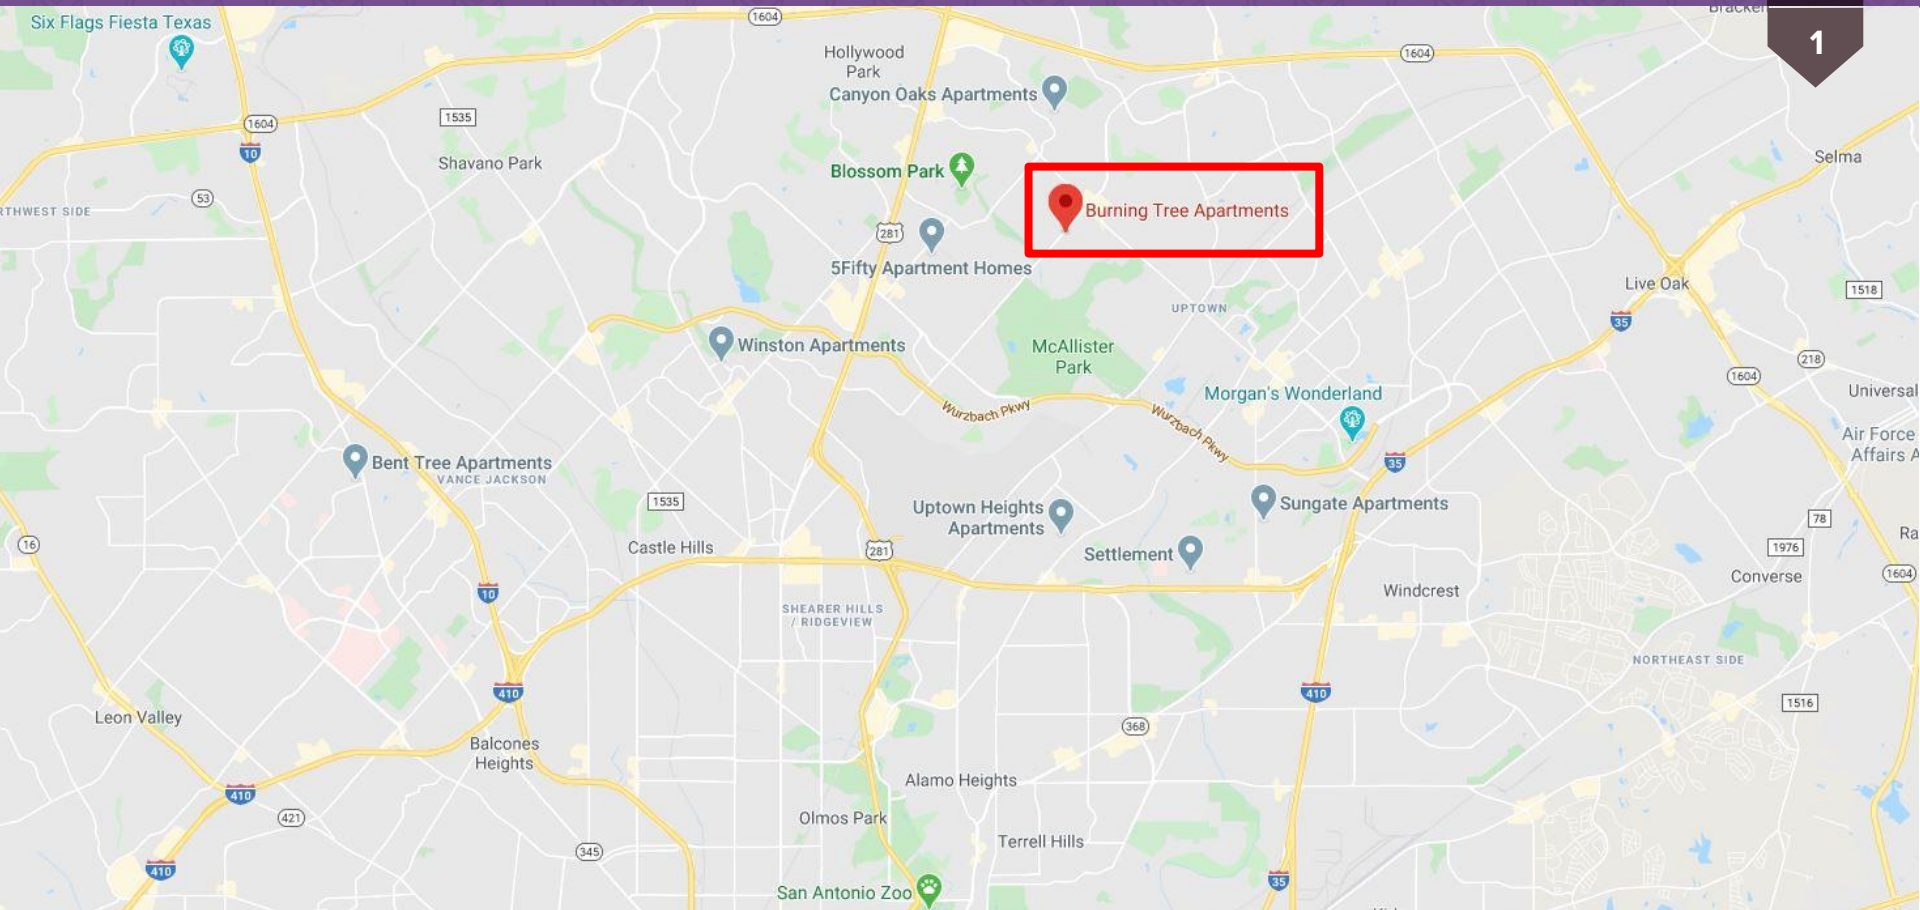 Bracken
1
Six Flags Fiesta Texas
1604
Hollywood
Park
1604
Canyon Oaks Apartments
1535
1604
10
Shavano Park
Selma
Blossom Park
53
RTHWEST SIDE
Burning Tree Apartments
281
5Fifty Apartment Homes
Live Oak
1518
UPTOWN
35
Winston Apartments
McAllister
Park
218
1604
Morgan's Wonderland
Universal
Wurzbach Pkwy
Wurzbach Pkwy
Air Force
Affairs A
Bent Tree Apartments
VANCE JACKSON
35
1535
Uptown Heights
Apartments
Sungate Apartments
78
Ra
16
Castle Hills
281
Settlement
1976
Converse
1604
10
Windcrest
SHEARER HILLS
/ RIDGEVIEW
NORTHEAST SIDE
410
410
1516
Leon Valley
368
Balcones
Heights
Alamo Heights
410
421
Olmos Park
Terrell Hills
345
410
San Antonio Zoo
35